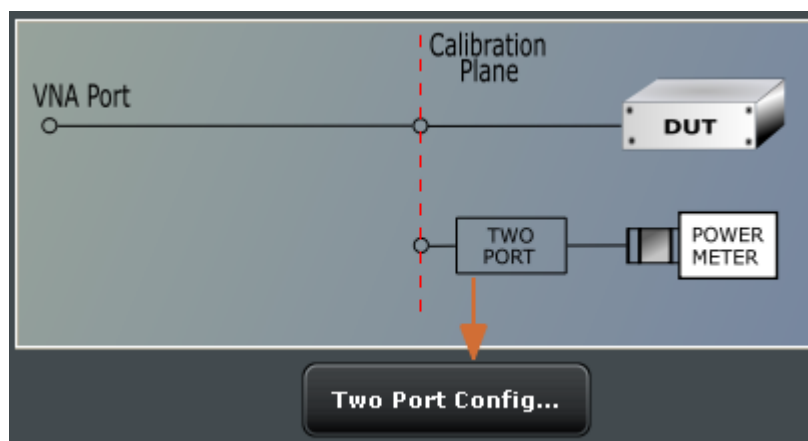 Calibration
Plane
VNA Port
DUT
TWO
PORT
POWER
METER
Two Port Config...